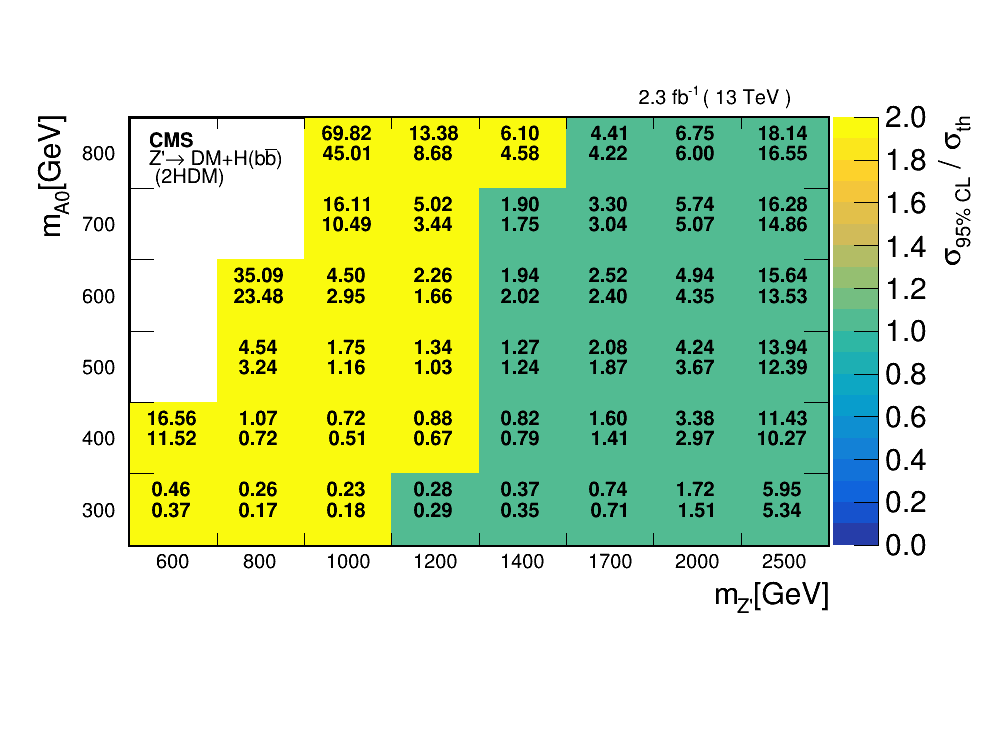 2.3 fb⁻¹ ( 13 TeV )
m_A0 [GeV]
CMS
Z'→ DM+H(bb̅)
(2HDM)
800 69.82 13.38 6.10 4.41 6.75 18.14
45.01 8.68 4.58 4.22 6.00 16.55
700 16.11 5.02 1.90 3.30 5.74 16.28
10.49 3.44 1.75 3.04 5.07 14.86
600 35.09 4.50 2.26 1.94 2.52 4.94 15.64
23.48 2.95 1.66 2.02 2.40 4.35 13.53
500 4.54 1.75 1.34 1.27 2.08 4.24 13.94
3.24 1.16 1.03 1.24 1.87 3.67 12.39
400 16.56 1.07 0.72 0.88 0.82 1.60 3.38 11.43
11.52 0.72 0.51 0.67 0.79 1.41 2.97 10.27
300 0.46 0.26 0.23 0.28 0.37 0.74 1.72 5.95
0.37 0.17 0.18 0.29 0.35 0.71 1.51 5.34
600 800 1000 1200 1400 1700 2000 2500
m_Z' [GeV]
2.0
1.8
1.6
1.4
1.2
1.0
0.8
0.6
0.4
0.2
0.0
σ_95% CL / σ_th